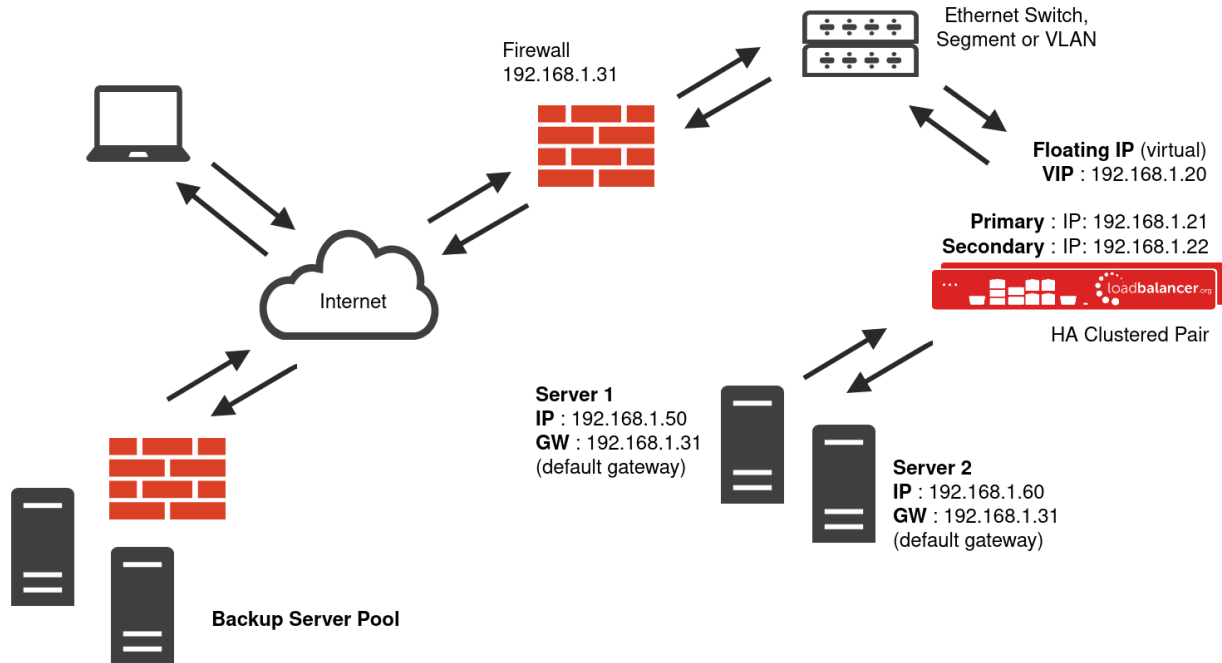 Ethernet Switch,
Segment or VLAN
Firewall
192.168.1.31
Floating IP (virtual)
VIP : 192.168.1.20
Primary : IP: 192.168.1.21
Secondary : IP: 192.168.1.22
loadbalancer.org
HA Clustered Pair
Internet
Server 1
IP : 192.168.1.50
GW : 192.168.1.31
(default gateway)
Server 2
IP : 192.168.1.60
GW : 192.168.1.31
(default gateway)
Backup Server Pool